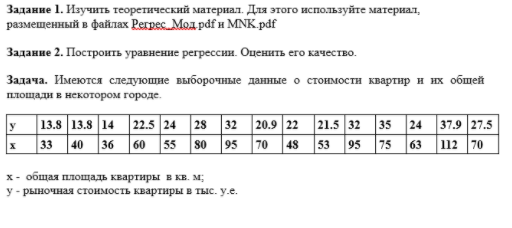 Задание 1. Изучить теоретический материал. Для этого используйте материал,
размещенный в файлах Регрес_Мод.pdf и MNK.pdf
Задание 2. Построить уравнение регрессии. Оценить его качество.
Задача. Имеются следующие выборочные данные о стоимости квартир и их общей
площади в некотором городе.
y 13.8 13.8 14 22.5 24 28 32 20.9 22 21.5 32 35 24 37.9 27.5
x 33 40 36 60 55 80 95 70 48 53 95 75 63 112 70
x - общая площадь квартиры в кв. м;
y - рыночная стоимость квартиры в тыс. у.е.